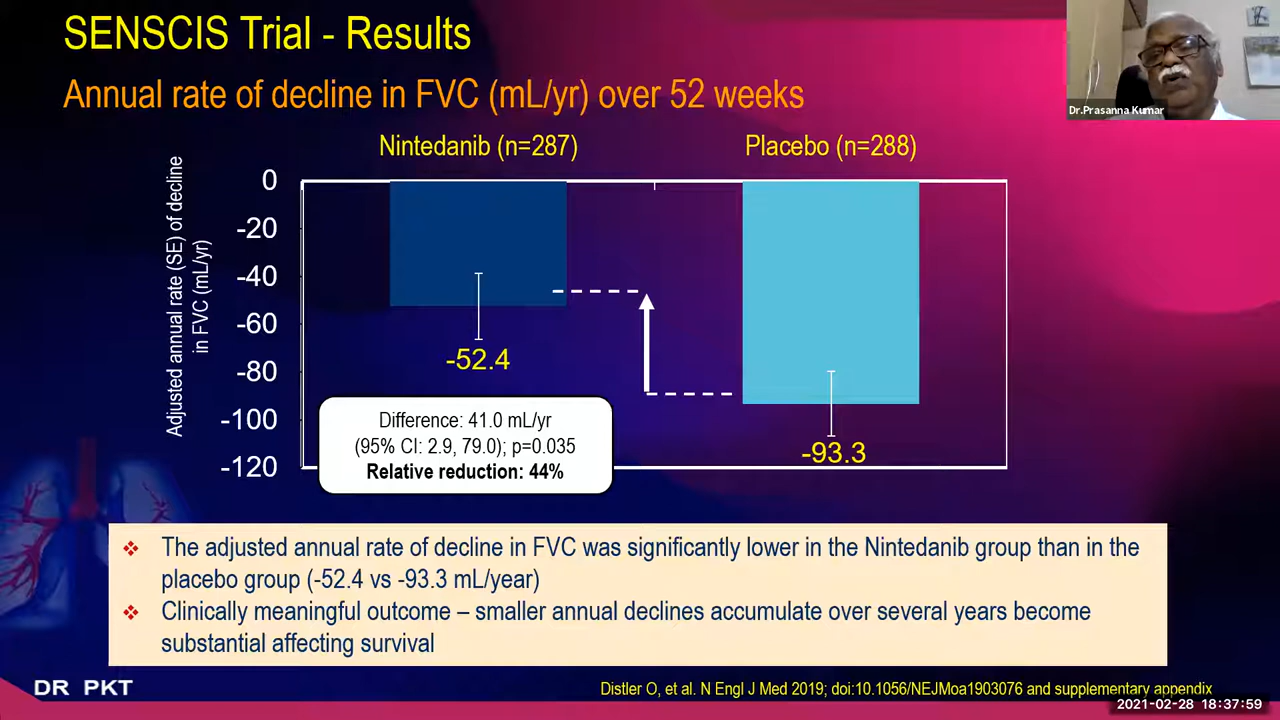 SENSCIS Trial - Results
Annual rate of decline in FVC (mL/yr) over 52 weeks
Dr.Prasanna Kumar
Nintedanib (n=287)
Placebo (n=288)
Adjusted annual rate (SE) of decline
in FVC (mL/yr)
0
-20
-40
-60
-80
-100
-120
-52.4
-93.3
Difference: 41.0 mL/yr
(95% CI: 2.9, 79.0); p=0.035
Relative reduction: 44%
The adjusted annual rate of decline in FVC was significantly lower in the Nintedanib group than in the
placebo group (-52.4 vs -93.3 mL/year)
Clinically meaningful outcome – smaller annual declines accumulate over several years become
substantial affecting survival
DR PKT
Distler O, et al. N Engl J Med 2019; doi:10.1056/NEJMoa1903076 and supplementary appendix
2021-02-28 18:37:59